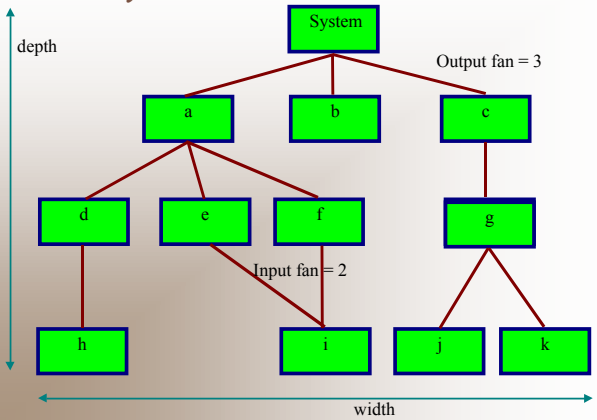 System
depth
Output fan = 3
a
b
c
d
e
f
g
Input fan = 2
h
i
j
k
width